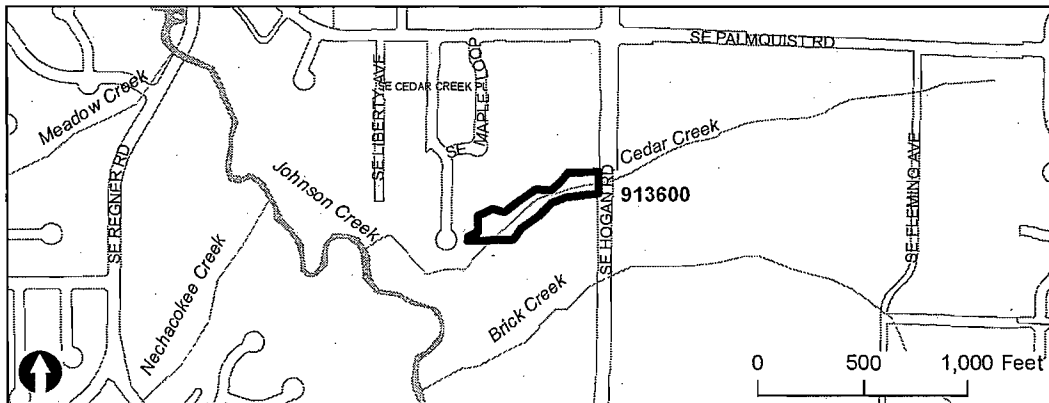 SE PALMQUIST RD
Meadow Creek
SE REGNER RD
SE LIBERTY AVE
SE CEDAR CREEK PL
SE MAPLE LOOP
Johnson Creek
Cedar Creek
913600
SE HOGAN RD
SE FLEMING AVE
Nechacokee Creek
Brick Creek
0 500 1,000 Feet